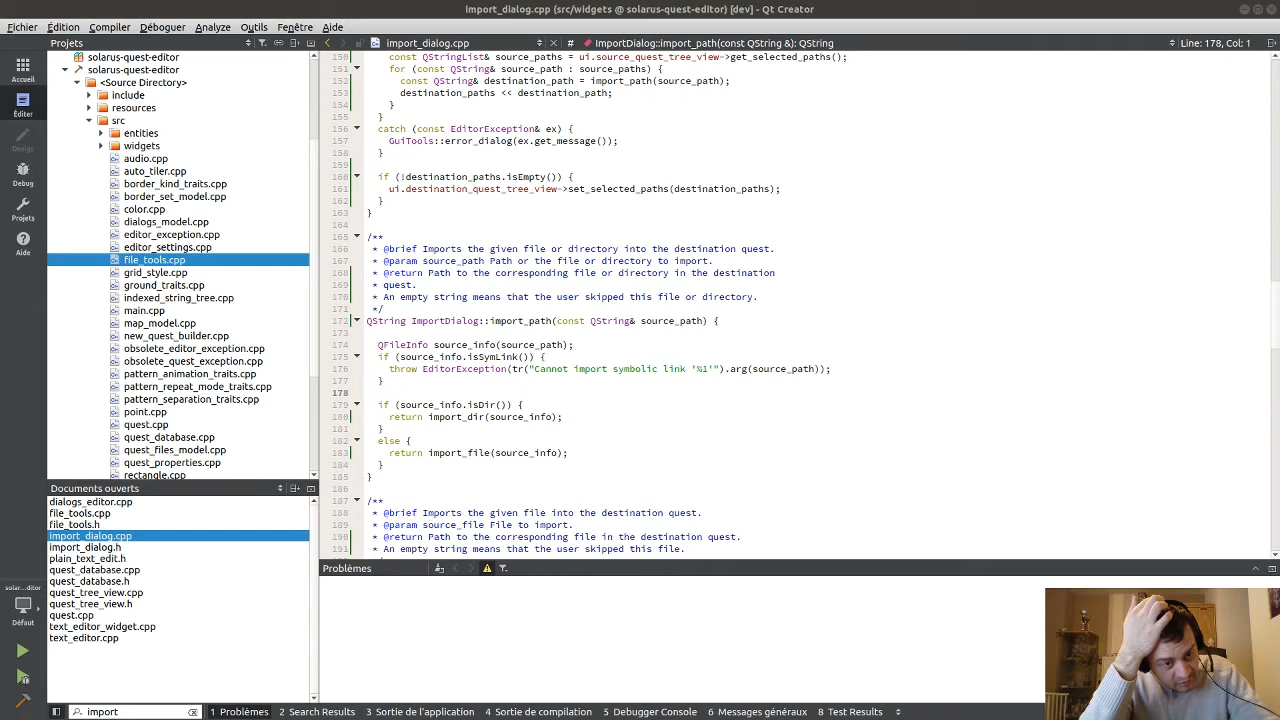 import_dialog.cpp (src/widgets @ solarus-quest-editor) [dev] - Qt Creator
Fichier Édition Compiler Déboguer Analyze Outils Fenêtre Aide
Projets
import_dialog.cpp
# ImportDialog::import_path(const QString &): QString
Line: 178, Col: 1
Accueil
Éditer
Design
Debug
Projets
Aide
solarus-quest-editor
solarus-quest-editor
<Source Directory>
include
resources
src
entities
widgets
audio.cpp
auto_tiler.cpp
border_kind_traits.cpp
border_set_model.cpp
color.cpp
dialogs_model.cpp
editor_exception.cpp
editor_settings.cpp
file_tools.cpp
grid_style.cpp
ground_traits.cpp
indexed_string_tree.cpp
main.cpp
map_model.cpp
new_quest_builder.cpp
obsolete_editor_exception.cpp
obsolete_quest_exception.cpp
pattern_animation_traits.cpp
pattern_repeat_mode_traits.cpp
pattern_separation_traits.cpp
point.cpp
quest.cpp
quest_database.cpp
quest_files_model.cpp
quest_properties.cpp
rectangle.cpp
Documents ouverts
dialogs_editor.cpp
file_tools.cpp
file_tools.h
import_dialog.cpp
import_dialog.h
plain_text_edit.h
quest_database.cpp
quest_database.h
quest_tree_view.cpp
quest_tree_view.h
quest.cpp
text_editor_widget.cpp
text_editor.cpp
solar...ditor
Défaut
150 const QStringList& source_paths = ui.source_quest_tree_view->get_selected_paths();
151 for (const QString& source_path : source_paths) {
152 const QString& destination_path = import_path(source_path);
153 destination_paths << destination_path;
154 }
155 }
156 catch (const EditorException& ex) {
157 GuiTools::error_dialog(ex.get_message());
158 }
159
160 if (!destination_paths.isEmpty()) {
161 ui.destination_quest_tree_view->set_selected_paths(destination_paths);
162 }
163 }
164
165 /**
166 * @brief Imports the given file or directory into the destination quest.
167 * @param source_path Path or the file or directory to import.
168 * @return Path to the corresponding file or directory in the destination
169 * quest.
170 * An empty string means that the user skipped this file or directory.
171 */
172 QString ImportDialog::import_path(const QString& source_path) {
173
174 QFileInfo source_info(source_path);
175 if (source_info.isSymLink()) {
176 throw EditorException(tr("Cannot import symbolic link '%1'").arg(source_path));
177 }
178
179 if (source_info.isDir()) {
180 return import_dir(source_info);
181 }
182 else {
183 return import_file(source_info);
184 }
185 }
186
187 /**
188 * @brief Imports the given file into the destination quest.
189 * @param source_file File to import.
190 * @return Path to the corresponding file in the destination quest.
191 * An empty string means that the user skipped this file.
Problèmes
import
1 Problèmes 2 Search Results 3 Sortie de l'application 4 Sortie de compilation 5 Debugger Console 6 Messages généraux 8 Test Results